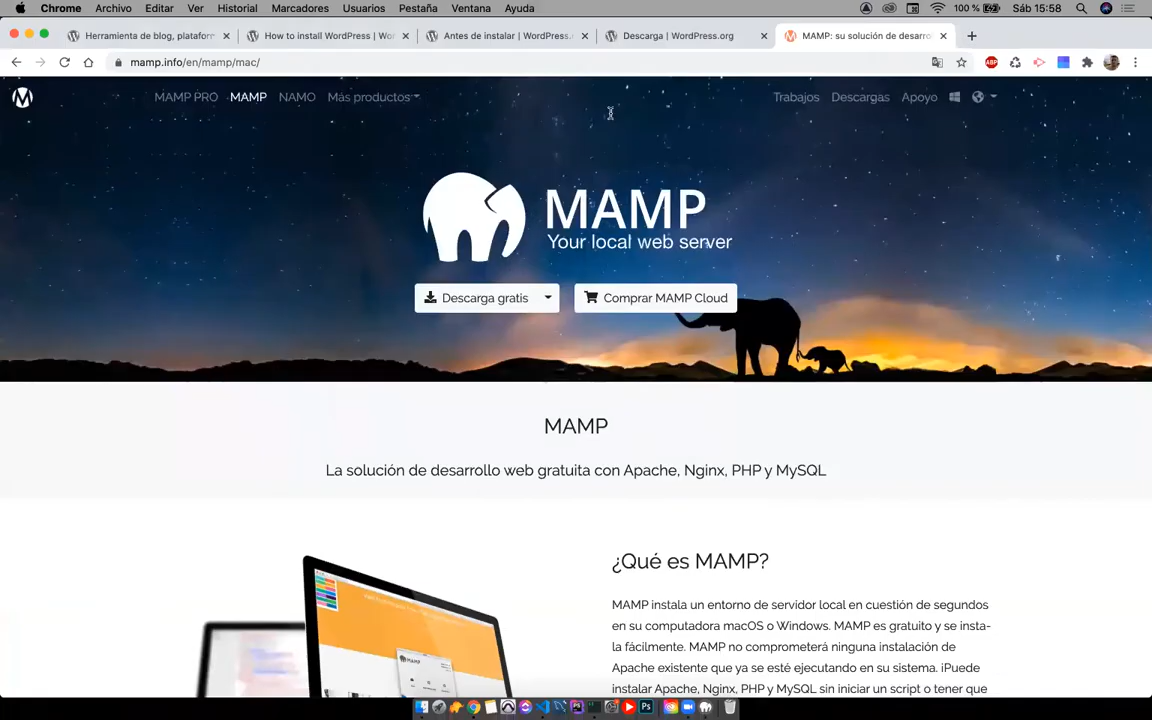 Chrome Archivo Editar Ver Historial Marcadores Usuarios Pestaña Ventana Ayuda 100 % Sáb 15:58
Herramienta de blog, plataform How to install WordPress | Wor Antes de instalar | WordPress. Descarga | WordPress.org MAMP: su solución de desarro
mamp.info/en/mamp/mac/
MAMP PRO MAMP NAMO Más productos Trabajos Descargas Apoyo
MAMP
Your local web server
Descarga gratis Comprar MAMP Cloud
MAMP
La solución de desarrollo web gratuita con Apache, Nginx, PHP y MySQL
¿Qué es MAMP?
MAMP instala un entorno de servidor local en cuestión de segundos
en su computadora macOS o Windows. MAMP es gratuito y se insta-
la fácilmente. MAMP no comprometerá ninguna instalación de
Apache existente que ya se esté ejecutando en su sistema. ¡Puede
instalar Apache, Nginx, PHP y MySQL sin iniciar un script o tener que